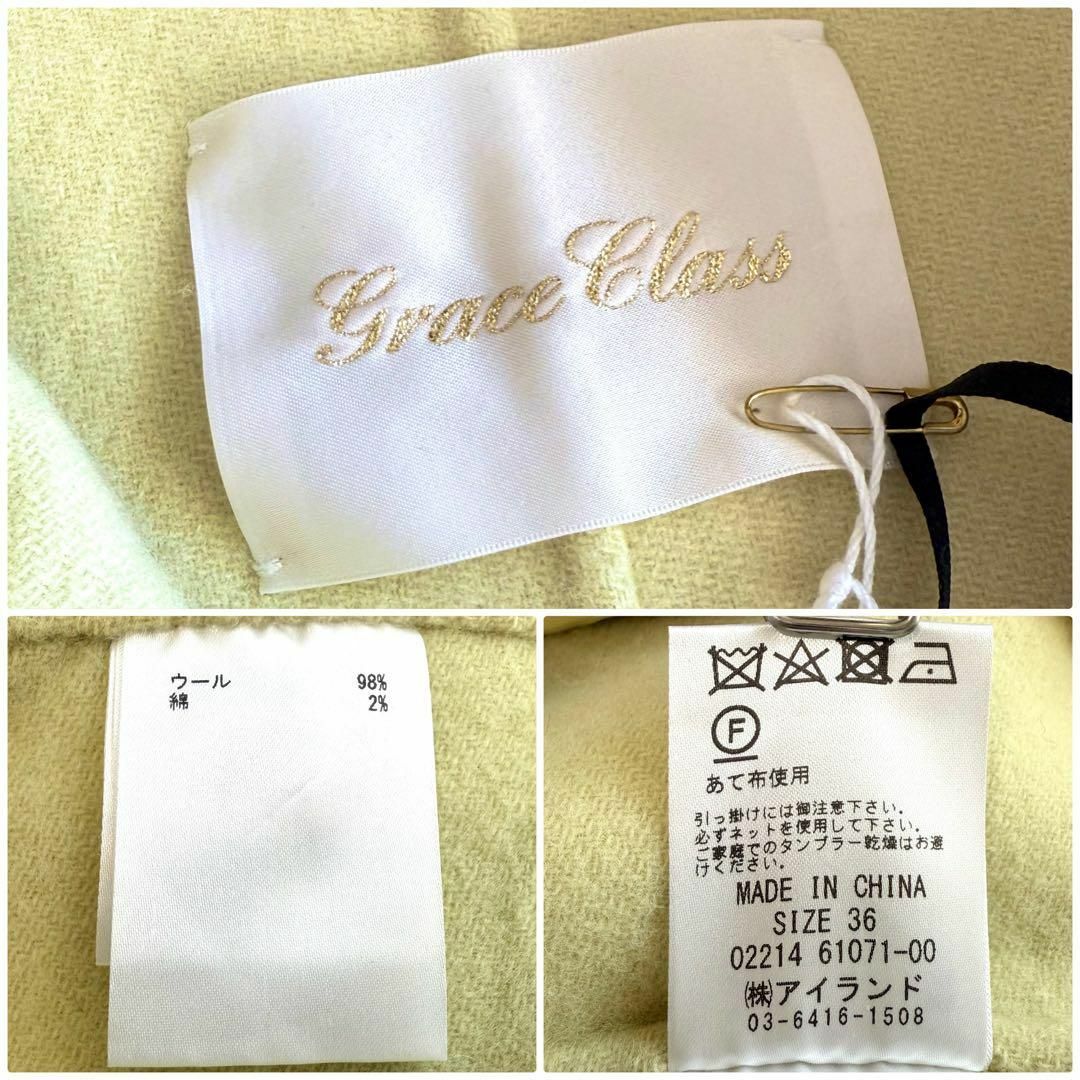 Grace Class
ウール 98%
綿 2%
F
あて布使用
引っ掛けには御注意下さい。
必ずネットを使用して下さい。
ご家庭でのタンブラー乾燥はお避
けください。
MADE IN CHINA
SIZE 36
02214 61071-00
㈱アイランド
03-6416-1508